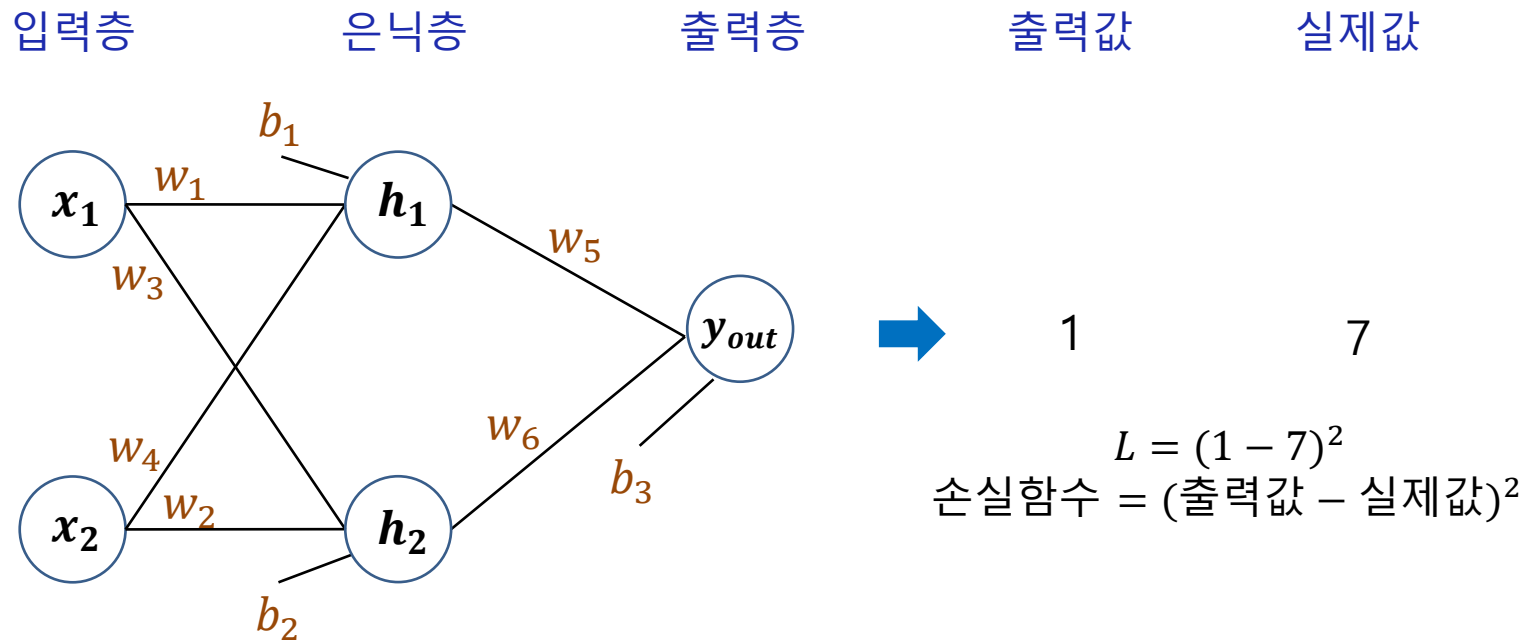 입력층 은닉층 출력층 출력값 실제값
b₁
x₁ w₁ h₁
w₃
w₅
y_out
1 7
w₄
w₆
b₃
x₂ w₂ h₂
b₂
L = (1 − 7)²
손실함수 = (출력값 − 실제값)²